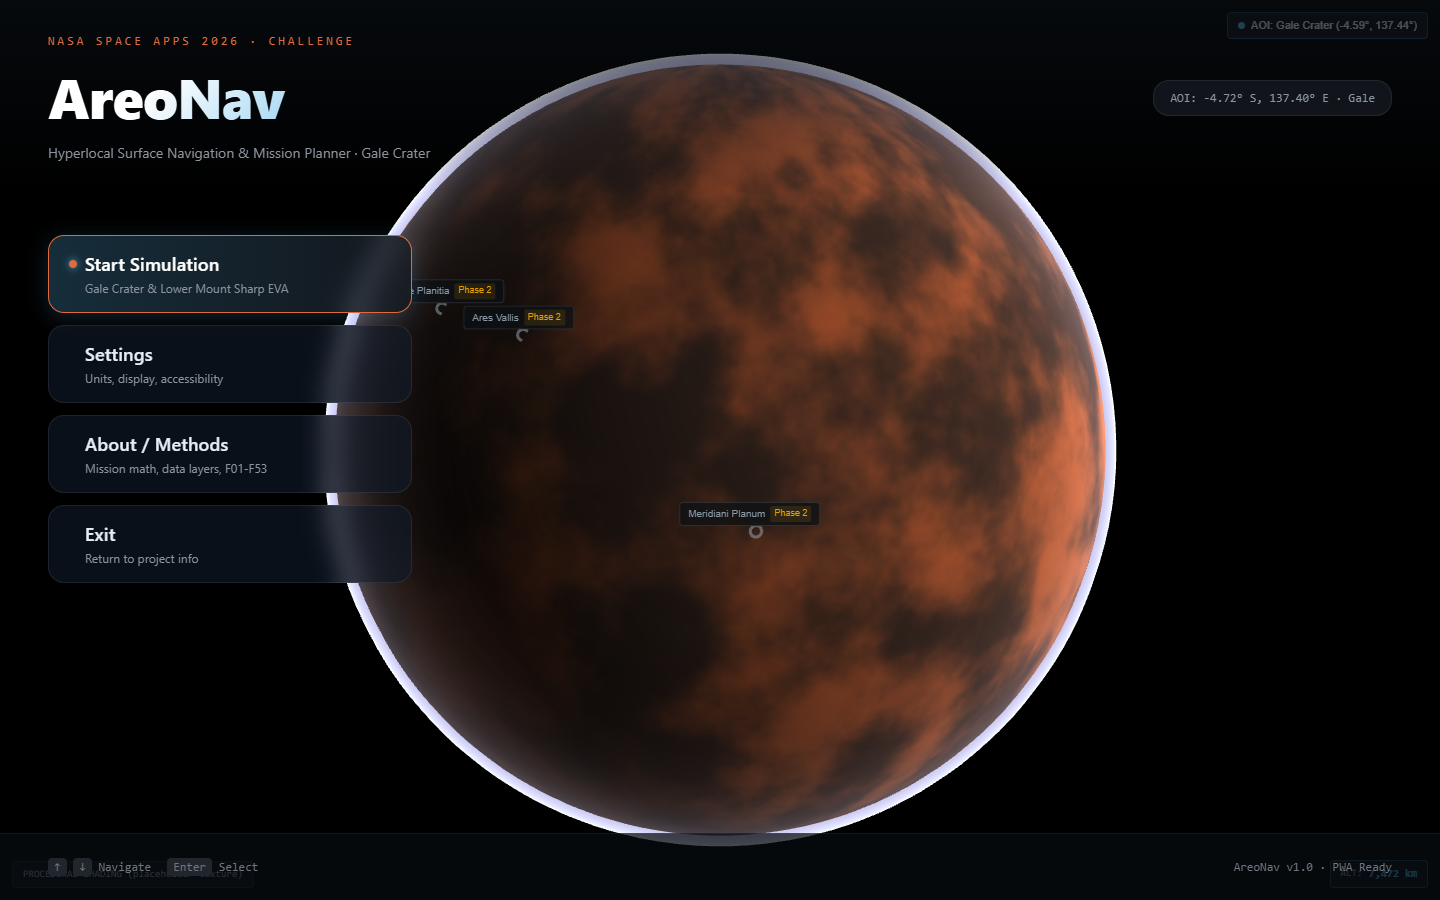 NASA SPACE APPS 2026 · CHALLENGE
AOI: Gale Crater (-4.59°, 137.44°)
AreoNav
AOI: -4.72° S, 137.40° E · Gale
Hyperlocal Surface Navigation & Mission Planner · Gale Crater
Start Simulation
Gale Crater & Lower Mount Sharp EVA
Planitia Phase 2
Ares Vallis Phase 2
Settings
Units, display, accessibility
About / Methods
Mission math, data layers, F01-F53
Meridiani Planum Phase 2
Exit
Return to project info
↑ ↓ Navigate Enter Select
AreoNav v1.0 · PWA Ready
7,472 km